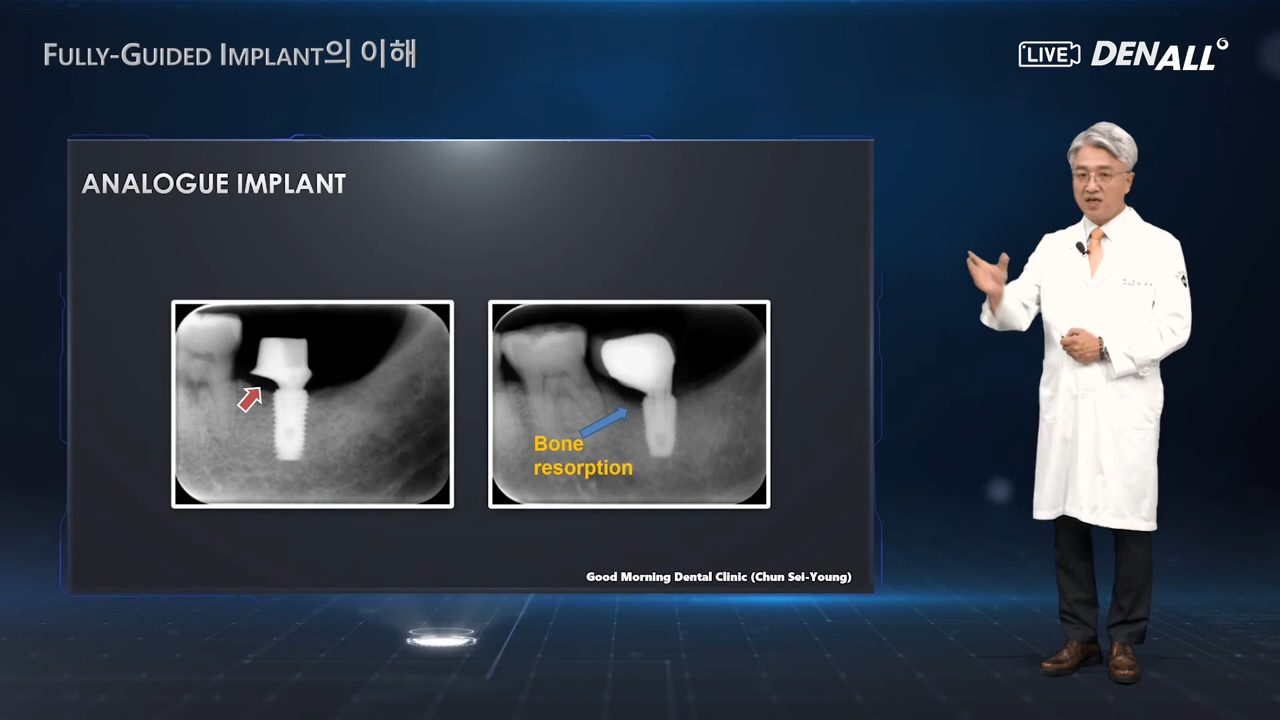 Fully-Guided Implant의 이해
LIVE DENALL
ANALOGUE IMPLANT
Bone
resorption
Good Morning Dental Clinic (Chun Sei-Young)